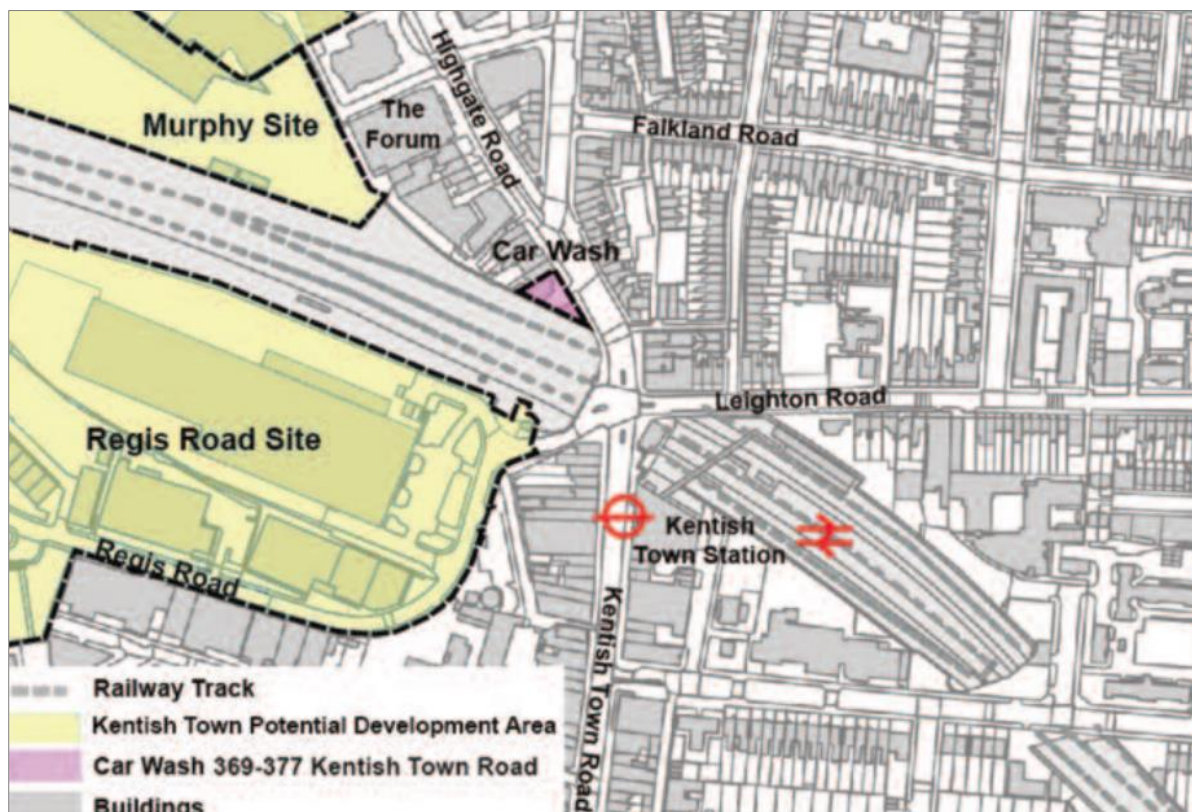 Highgate Road
Murphy Site
The
Forum
Falkland Road
Car Wash
Leighton Road
Regis Road Site
Kentish
Town Station
Regis Road
Kentish Town Road
Railway Track
Kentish Town Potential Development Area
Car Wash 369-377 Kentish Town Road
Buildings